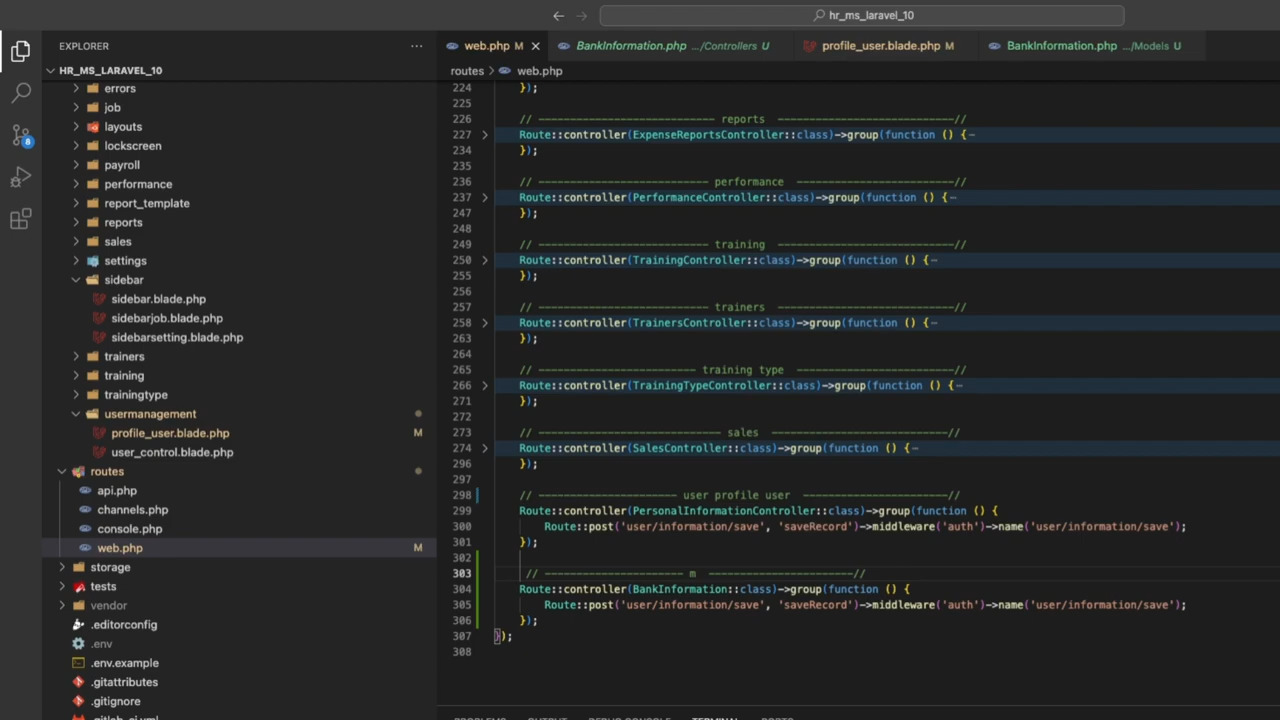 hr_ms_laravel_10
EXPLORER
HR_MS_LARAVEL_10
errors
job
layouts
lockscreen
payroll
performance
report_template
reports
sales
settings
sidebar
sidebar.blade.php
sidebarjob.blade.php
sidebarsetting.blade.php
trainers
training
trainingtype
usermanagement
profile_user.blade.php M
user_control.blade.php
routes
api.php
channels.php
console.php
web.php M
storage
tests
vendor
.editorconfig
.env
.env.example
.gitattributes
.gitignore
.gitlab-ci.yml
8
web.php M BankInformation.php .../Controllers U profile_user.blade.php M BankInformation.php .../Models U
routes > web.php
224 });
225
226 // --------------------------- reports ---------------------------//
227 Route::controller(ExpenseReportsController::class)->group(function () {
234 });
235
236 // -------------------------- performance ------------------------//
237 Route::controller(PerformanceController::class)->group(function () {
247 });
248
249 // -------------------------- training ---------------------------//
250 Route::controller(TrainingController::class)->group(function () {
255 });
256
257 // -------------------------- trainers ---------------------------//
258 Route::controller(TrainersController::class)->group(function () {
263 });
264
265 // ------------------------ training type ------------------------//
266 Route::controller(TrainingTypeController::class)->group(function () {
271 });
272
273 // ---------------------------- sales ---------------------------//
274 Route::controller(SalesController::class)->group(function () {
296 });
297
298 // ---------------------- user profile user ----------------------//
299 Route::controller(PersonalInformationController::class)->group(function () {
300 Route::post('user/information/save', 'saveRecord')->middleware('auth')->name('user/information/save');
301 });
302
303 // ---------------------- m ----------------------//
304 Route::controller(BankInformation::class)->group(function () {
305 Route::post('user/information/save', 'saveRecord')->middleware('auth')->name('user/information/save');
306 });
307 });
308
PROBLEMS OUTPUT DEBUG CONSOLE TERMINAL PORTS